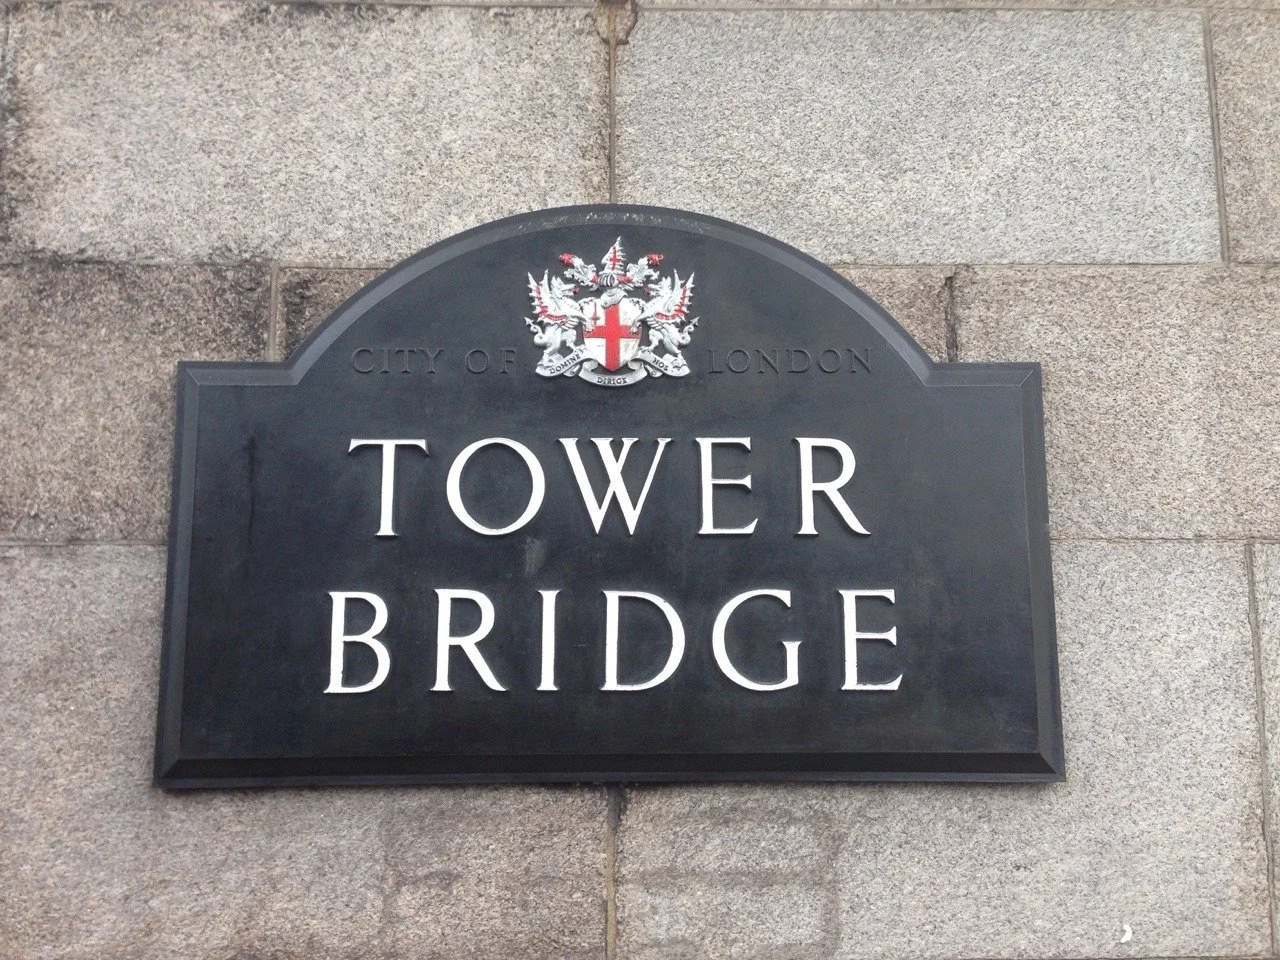 CITY OF LONDON
DOMINE DIRIGE NOS
TOWER
BRIDGE